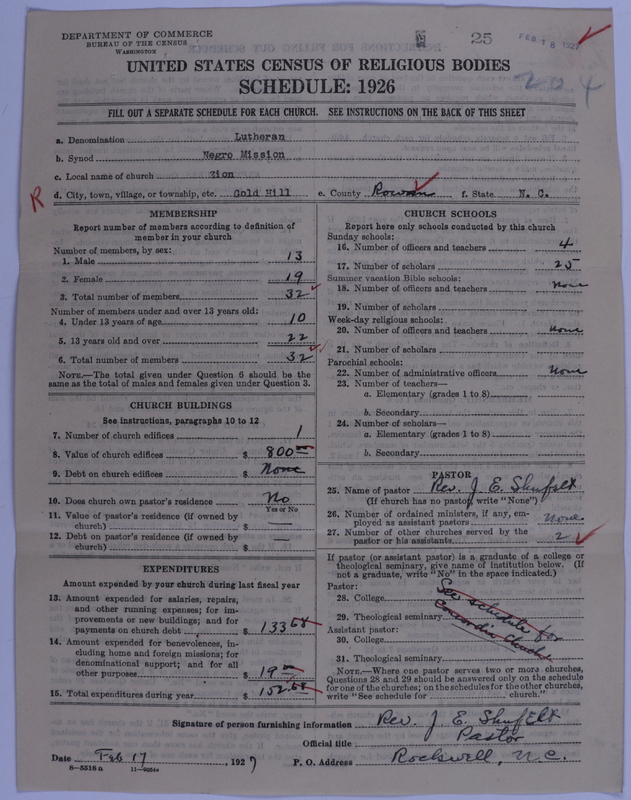 DEPARTMENT OF COMMERCE
BUREAU OF THE CENSUS
WASHINGTON
25
FEB 18 1927
204
UNITED STATES CENSUS OF RELIGIOUS BODIES
SCHEDULE: 1926
FILL OUT A SEPARATE SCHEDULE FOR EACH CHURCH. SEE INSTRUCTIONS ON THE BACK OF THIS SHEET
a. Denomination Lutheran
b. Synod Negro Mission
c. Local name of church Zion
R d. City, town, village, or township, etc. Gold Hill e. County Rowan f. State N. C.
MEMBERSHIP
Report number of members according to definition of
member in your church
Number of members, by sex:
1. Male 13
2. Female 19
3. Total number of members 32
Number of members under and over 13 years old:
4. Under 13 years of age 10
5. 13 years old and over 22
6. Total number of members 32
NOTE.—The total given under Question 6 should be the
same as the total of males and females given under Question 3.
CHURCH BUILDINGS
See instructions, paragraphs 10 to 12
7. Number of church edifices 1
8. Value of church edifices $ 800 00
9. Debt on church edifices $ None
10. Does church own pastor's residence No
Yes or No
11. Value of pastor's residence (if owned by
church) $ —
12. Debt on pastor's residence (if owned by
church) $ —
EXPENDITURES
Amount expended by your church during last fiscal year
13. Amount expended for salaries, repairs,
and other running expenses; for im-
provements or new buildings; and for
payments on church debt $ 133 68
14. Amount expended for benevolences, in-
cluding home and foreign missions; for
denominational support; and for all
other purposes $ 19 00
15. Total expenditures during year $ 152.68
CHURCH SCHOOLS
Report here only schools conducted by this church
Sunday schools:
16. Number of officers and teachers 4
17. Number of scholars 25
Summer vacation Bible schools:
18. Number of officers and teachers None
19. Number of scholars
Week-day religious schools:
20. Number of officers and teachers None
21. Number of scholars
Parochial schools:
22. Number of administrative officers None
23. Number of teachers—
a. Elementary (grades 1 to 8)
b. Secondary
24. Number of scholars—
a. Elementary (grades 1 to 8)
b. Secondary
PASTOR
25. Name of pastor Rev. J. E. Shufelt
(If church has no pastor, write "None")
26. Number of ordained ministers, if any, em-
ployed as assistant pastors None
27. Number of other churches served by the
pastor or his assistants 2
If pastor (or assistant pastor) is a graduate of a college or
theological seminary, give name of institution below. (If
not a graduate, write "No" in the space indicated.)
Pastor:
28. College
29. Theological seminary
See schedule for
Concordia Church
Assistant pastor:
30. College
31. Theological seminary
NOTE.—Where one pastor serves two or more churches,
Questions 28 and 29 should be answered only on the schedule
for one of the churches; on the schedules for the other churches,
write "See schedule for church."
Signature of person furnishing information Rev. J. E. Shufelt
Official title Pastor
Date Feb 17, 1927 P. O. Address Rockwell, N.C.
8—5518a 11—9264a